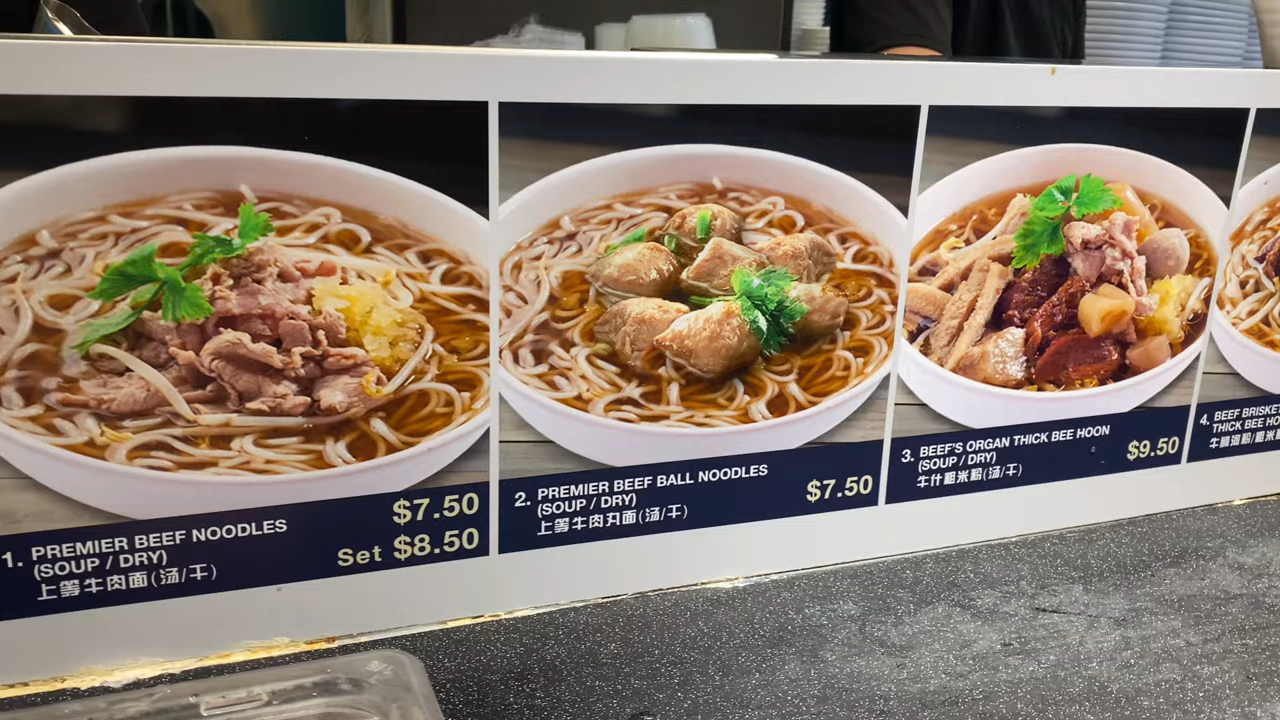 1. PREMIER BEEF NOODLES
(SOUP / DRY)
上等牛肉面(汤/干)
$7.50
Set $8.50
2. PREMIER BEEF BALL NOODLES
(SOUP / DRY)
上等牛肉丸面(汤/干)
$7.50
3. BEEF'S ORGAN THICK BEE HOON
(SOUP / DRY)
牛什粗米粉(汤/干)
$9.50
4. BEEF
THICK BEE